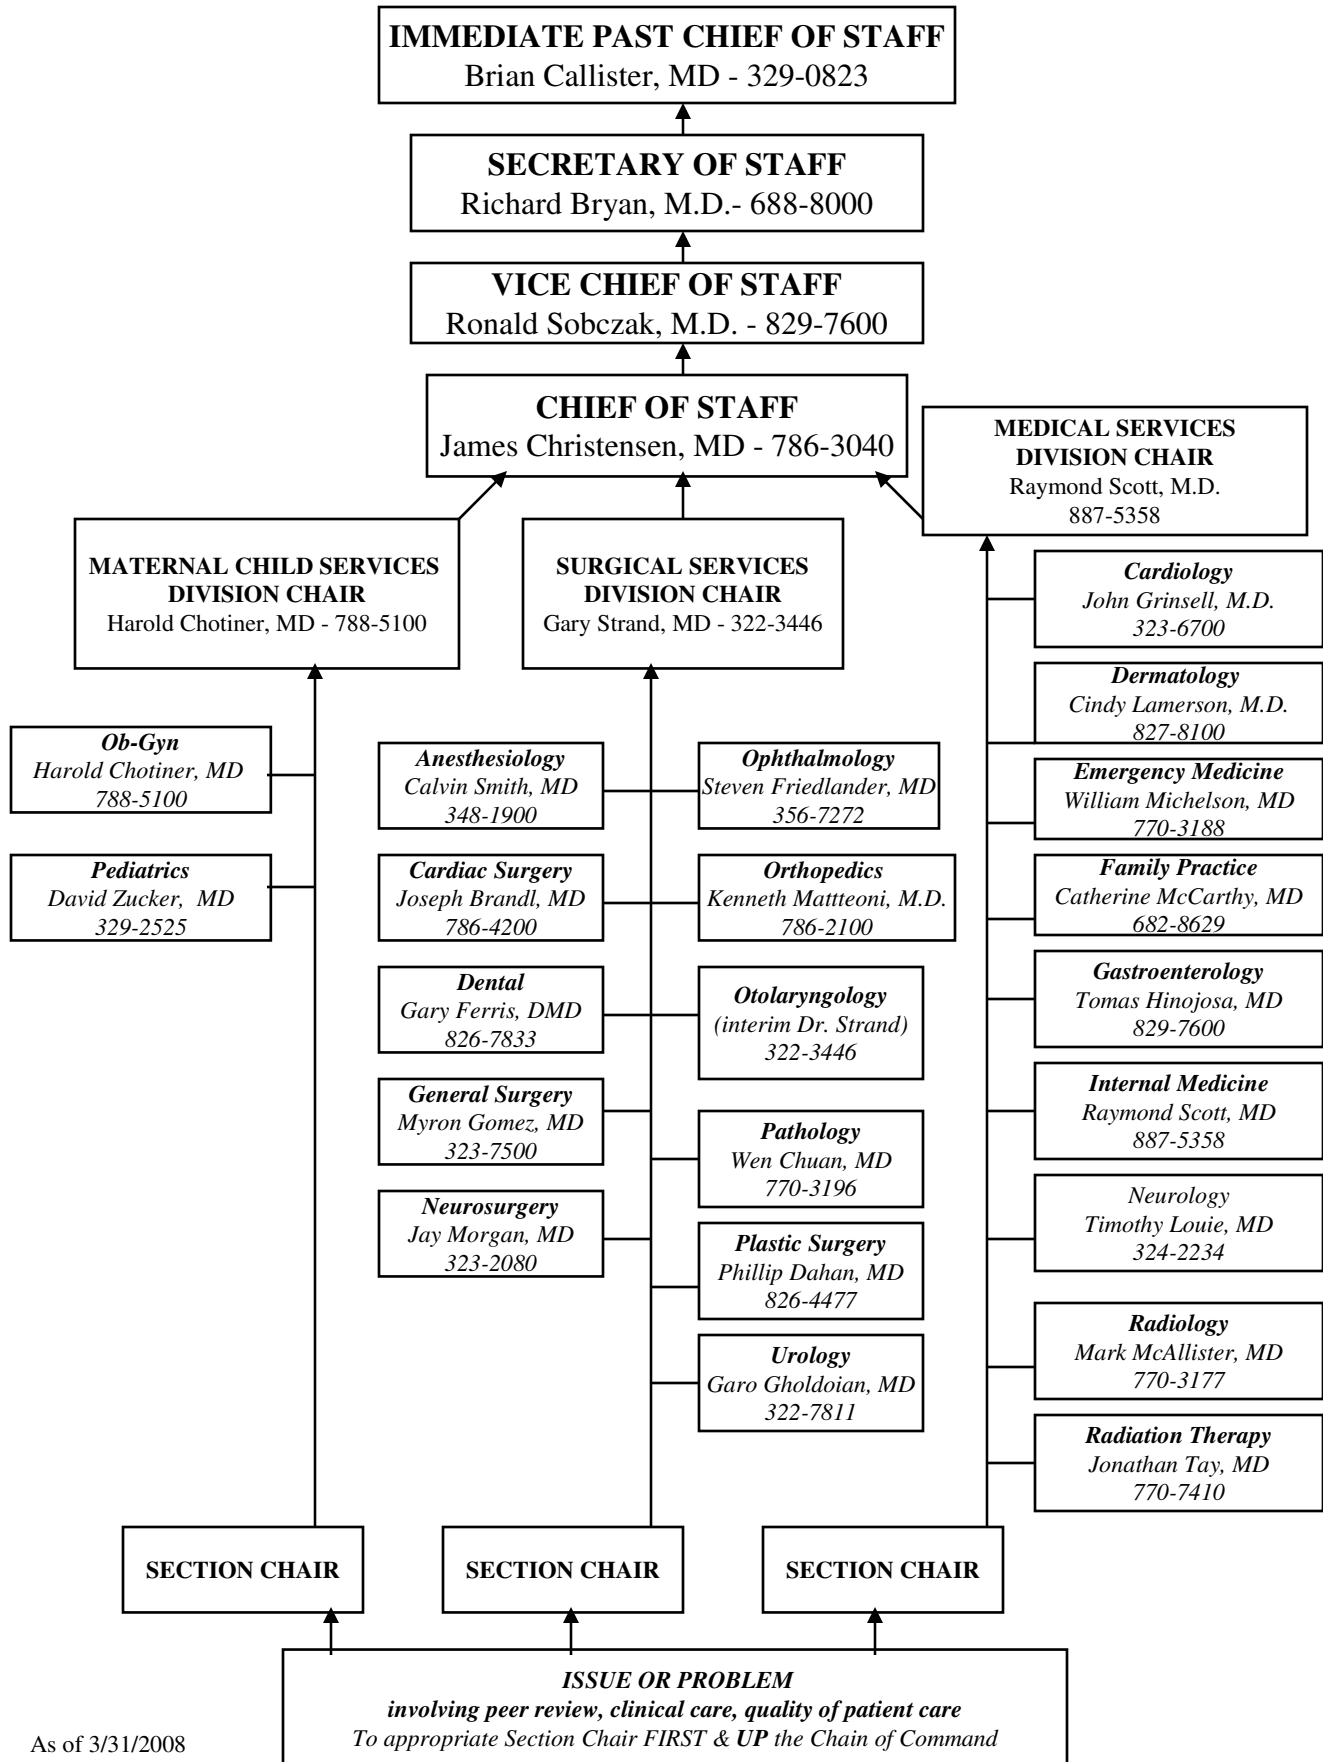 IMMEDIATE PAST CHIEF OF STAFF
Brian Callister, MD - 329-0823
SECRETARY OF STAFF
Richard Bryan, M.D.- 688-8000
VICE CHIEF OF STAFF
Ronald Sobczak, M.D. - 829-7600
CHIEF OF STAFF
James Christensen, MD - 786-3040
MATERNAL CHILD SERVICES
DIVISION CHAIR
Harold Chotiner, MD - 788-5100
SURGICAL SERVICES
DIVISION CHAIR
Gary Strand, MD - 322-3446
MEDICAL SERVICES
DIVISION CHAIR
Raymond Scott, M.D.
887-5358
Ob-Gyn
Harold Chotiner, MD
788-5100
Pediatrics
David Zucker, MD
329-2525
Anesthesiology
Calvin Smith, MD
348-1900
Cardiac Surgery
Joseph Brandl, MD
786-4200
Dental
Gary Ferris, DMD
826-7833
General Surgery
Myron Gomez, MD
323-7500
Neurosurgery
Jay Morgan, MD
323-2080
Ophthalmology
Steven Friedlander, MD
356-7272
Orthopedics
Kenneth Mattteoni, M.D.
786-2100
Otolaryngology
(interim Dr. Strand)
322-3446
Pathology
Wen Chuan, MD
770-3196
Plastic Surgery
Phillip Dahan, MD
826-4477
Urology
Garo Gholdoian, MD
322-7811
Cardiology
John Grinsell, M.D.
323-6700
Dermatology
Cindy Lamerson, M.D.
827-8100
Emergency Medicine
William Michelson, MD
770-3188
Family Practice
Catherine McCarthy, MD
682-8629
Gastroenterology
Tomas Hinojosa, MD
829-7600
Internal Medicine
Raymond Scott, MD
887-5358
Neurology
Timothy Louie, MD
324-2234
Radiology
Mark McAllister, MD
770-3177
Radiation Therapy
Jonathan Tay, MD
770-7410
SECTION CHAIR
SECTION CHAIR
SECTION CHAIR
ISSUE OR PROBLEM
involving peer review, clinical care, quality of patient care
To appropriate Section Chair FIRST & UP the Chain of Command
As of 3/31/2008